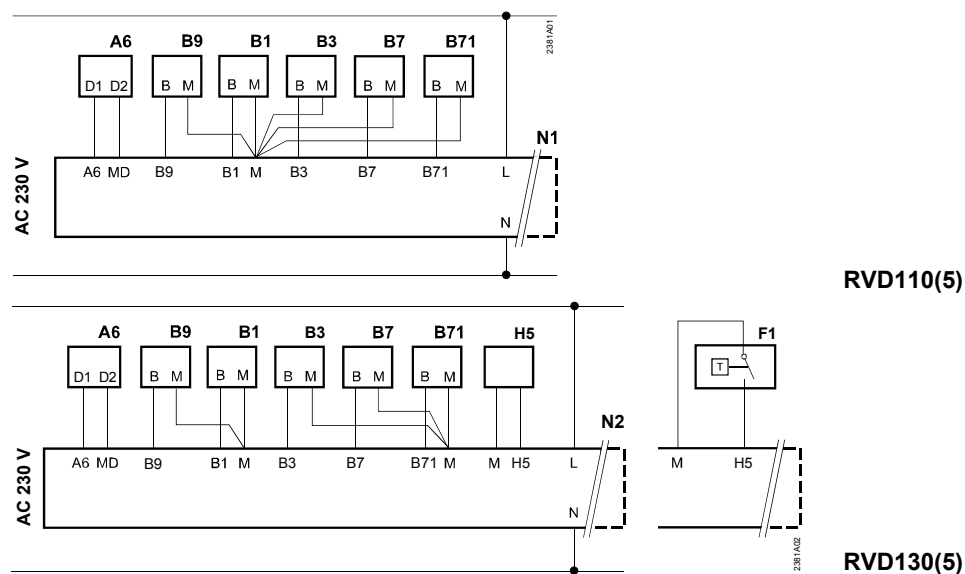 2381A01
A6 B9 B1 B3 B7 B71
D1 D2 B M B M B M B M B M
N1
AC 230 V
A6 MD B9 B1 M B3 B7 B71 L
N
RVD110(5)
A6 B9 B1 B3 B7 B71 H5 F1
T
D1 D2 B M B M B M B M B M
N2
AC 230 V
A6 MD B9 B1 M B3 B7 B71 M M H5 L M H5
N
2381A02
RVD130(5)